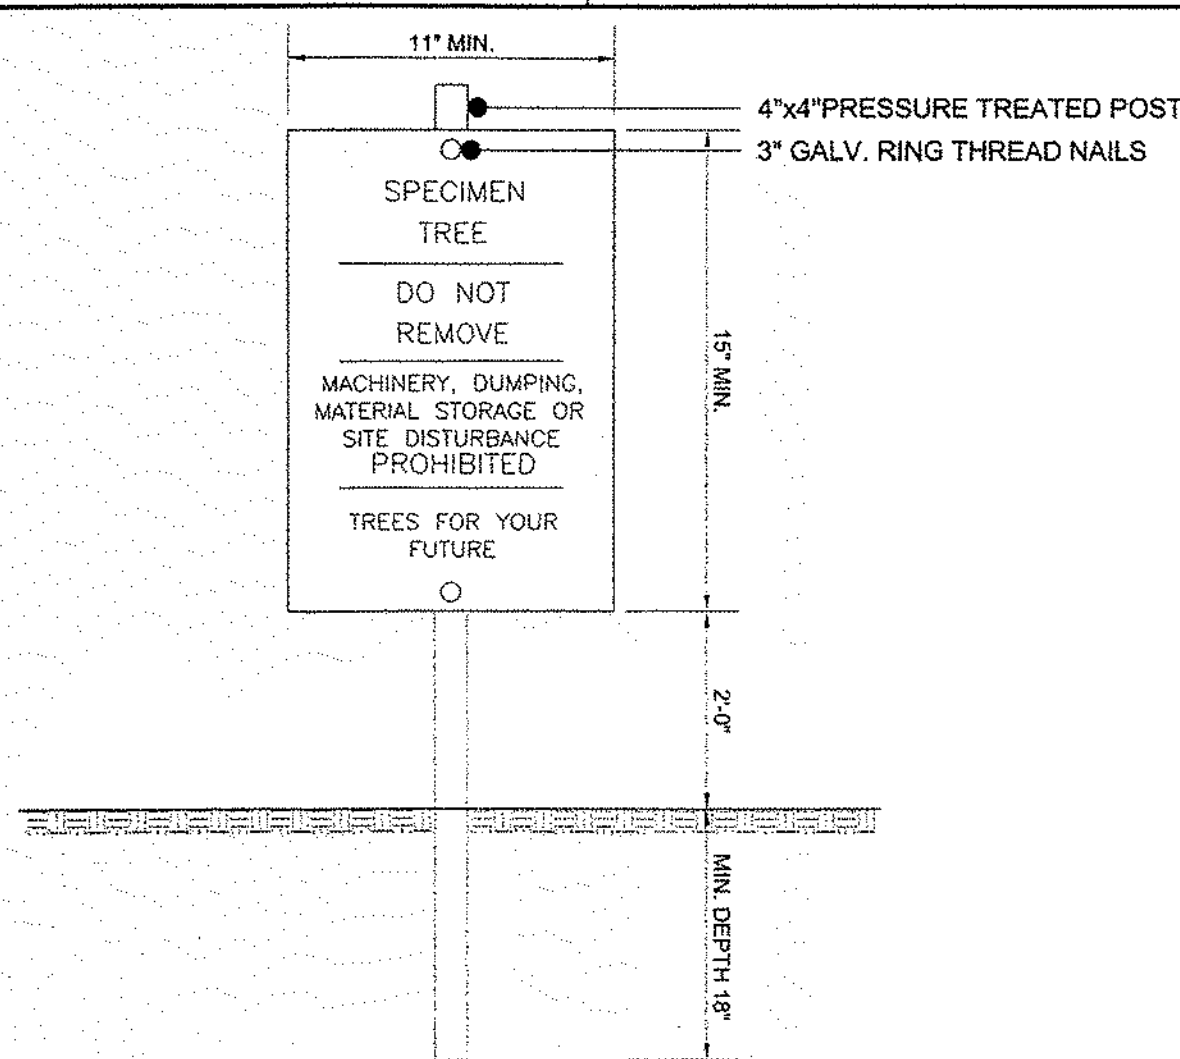 11" MIN.
4"x4"PRESSURE TREATED POST
3" GALV. RING THREAD NAILS
SPECIMEN
TREE
DO NOT
REMOVE
MACHINERY, DUMPING,
MATERIAL STORAGE OR
SITE DISTURBANCE
PROHIBITED
TREES FOR YOUR
FUTURE
15" MIN.
2'-0"
MIN. DEPTH 18"